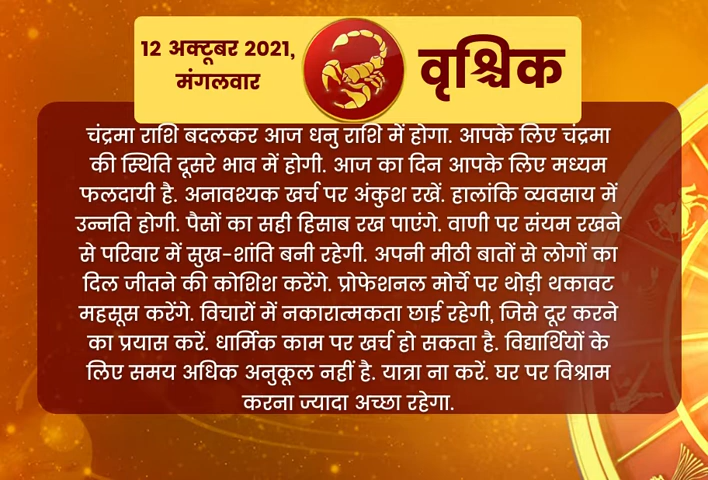 12 अक्टूबर 2021,
मंगलवार
वृश्चिक
चंद्रमा राशि बदलकर आज धनु राशि में होगा. आपके लिए चंद्रमा
की स्थिति दूसरे भाव में होगी. आज का दिन आपके लिए मध्यम
फलदायी है. अनावश्यक खर्च पर अंकुश रखें. हालांकि व्यवसाय में
उन्नति होगी. पैसों का सही हिसाब रख पाएंगे. वाणी पर संयम रखने
से परिवार में सुख-शांति बनी रहेगी. अपनी मीठी बातों से लोगों का
दिल जीतने की कोशिश करेंगे. प्रोफेशनल मोर्चे पर थोड़ी थकावट
महसूस करेंगे. विचारों में नकारात्मकता छाई रहेगी, जिसे दूर करने
का प्रयास करें. धार्मिक काम पर खर्च हो सकता है. विद्यार्थियों के
लिए समय अधिक अनुकूल नहीं है. यात्रा ना करें. घर पर विश्राम
करना ज्यादा अच्छा रहेगा.